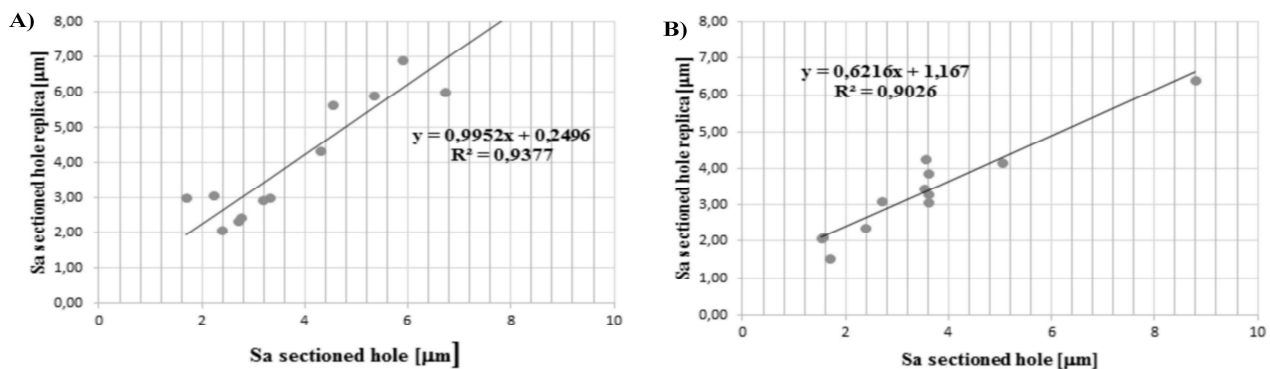 A)
Sa sectioned hole replica [μm]
8,00
7,00
6,00
5,00
4,00
3,00
2,00
1,00
0,00
y = 0,9952x + 0,2496
R² = 0,9377
0 2 4 6 8 10
Sa sectioned hole [μm]
B)
Sa sectioned hole replica [μm]
8,00
7,00
6,00
5,00
4,00
3,00
2,00
1,00
0,00
y = 0,6216x + 1,167
R² = 0,9026
0 2 4 6 8 10
Sa sectioned hole [μm]